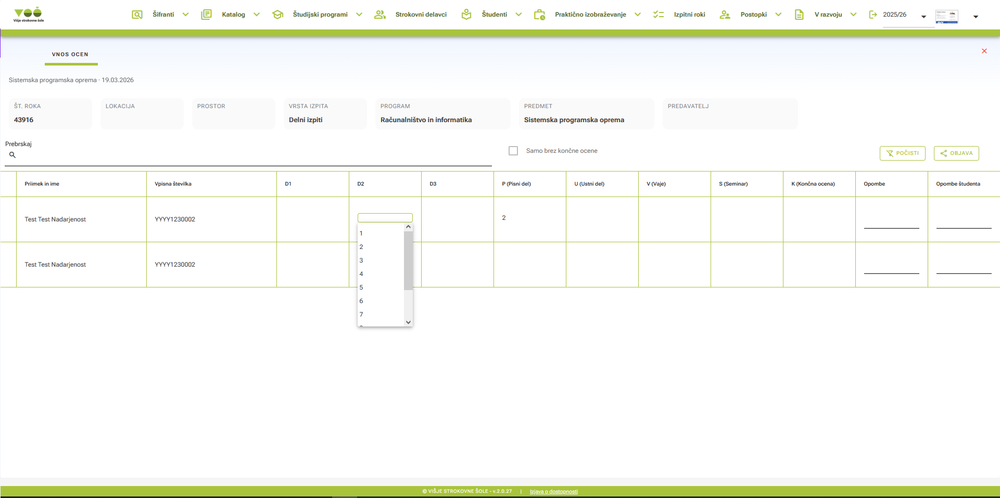 Višje strokovne šole
Šifranti
Katalog
Študijski programi
Strokovni delavci
Študenti
Praktično izobraževanje
Izpitni roki
Postopki
V razvoju
2025/26
VNOS OCEN
Sistemska programska oprema · 19.03.2026
ŠT. ROKA
43916
LOKACIJA
PROSTOR
VRSTA IZPITA
Delni izpiti
PROGRAM
Računalništvo in informatika
PREDMET
Sistemska programska oprema
PREDAVATELJ
Prebrskaj
Samo brez končne ocene
POČISTI
OBJAVA
Priimek in ime
Vpisna številka
D1
D2
D3
P (Pisni del)
U (Ustni del)
V (Vaje)
S (Seminar)
K (Končna ocena)
Opombe
Opombe študenta
Test Test Nadarjenost
YYYY1230002
2
1
2
3
4
5
6
7
Test Test Nadarjenost
YYYY1230002
© VIŠJE STROKOVNE ŠOLE - v.2.0.27 | Izjava o dostopnosti